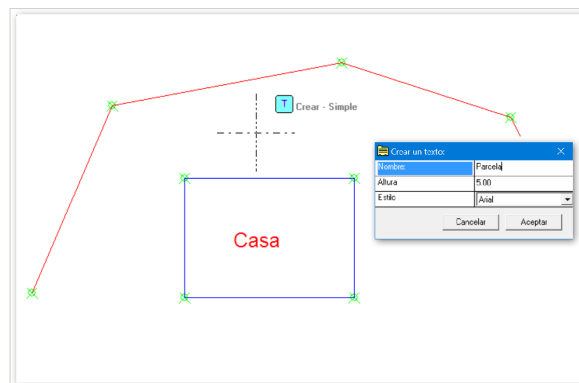 T Crear - Simple
Crear un texto:
Nombre: Parcela
Altura 5.00
Estilo Arial
Cancelar Aceptar
Casa